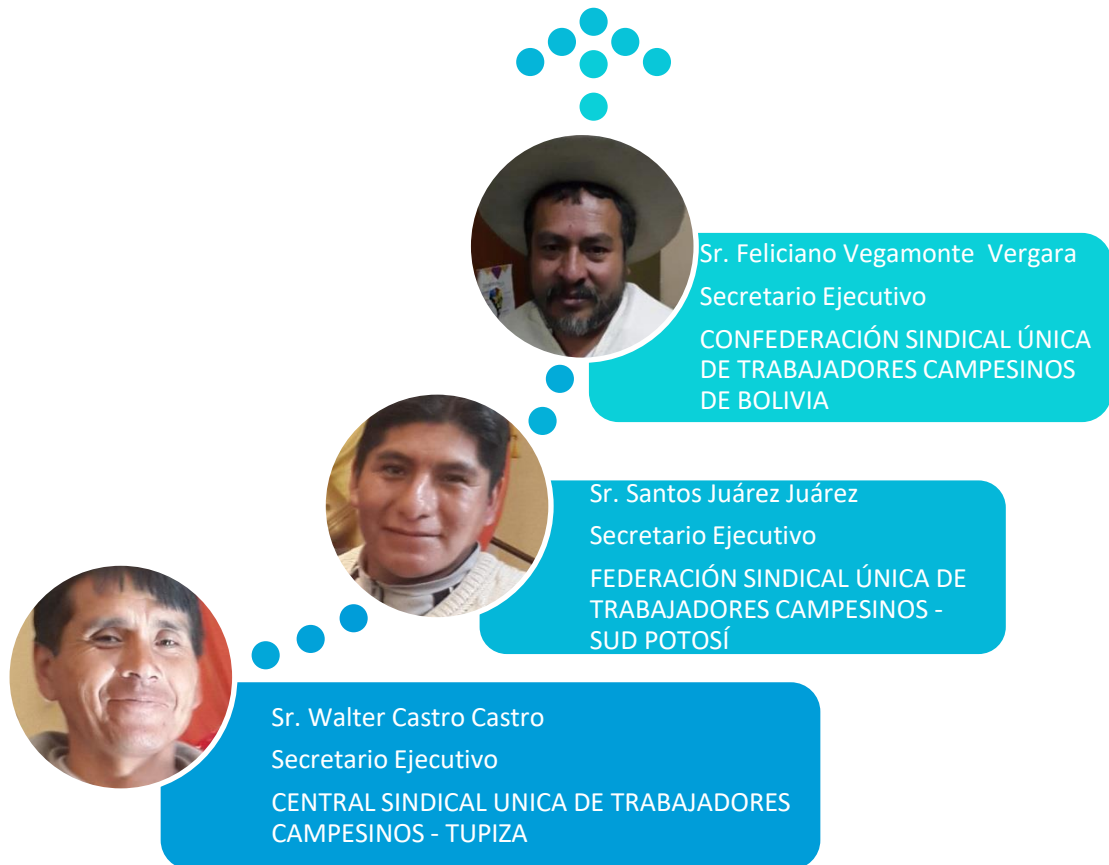 Sr. Feliciano Vegamonte  Vergara
Secretario Ejecutivo
CONFEDERACIÓN SINDICAL ÚNICA
DE TRABAJADORES CAMPESINOS
DE BOLIVIA
Sr. Santos Juárez Juárez
Secretario Ejecutivo
FEDERACIÓN SINDICAL ÚNICA DE
TRABAJADORES CAMPESINOS -
SUD POTOSÍ
Sr. Walter Castro Castro
Secretario Ejecutivo
CENTRAL SINDICAL UNICA DE TRABAJADORES
CAMPESINOS - TUPIZA